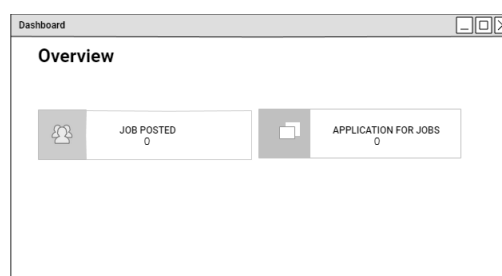 Dashboard
Overview
JOB POSTED
0
APPLICATION FOR JOBS
0